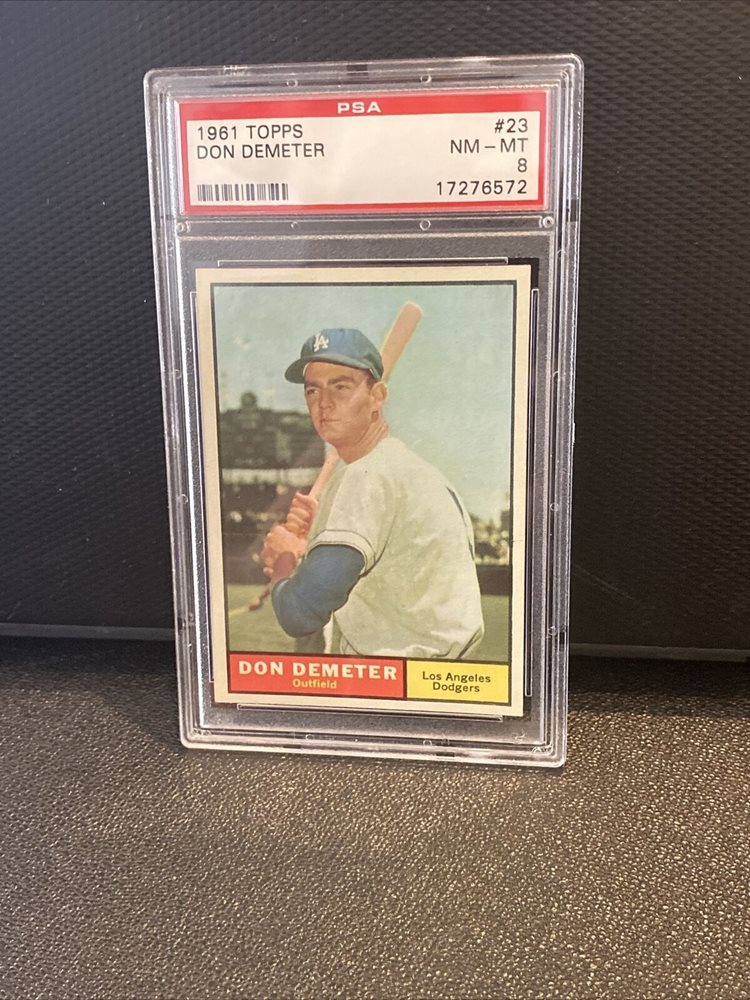 PSA
1961 TOPPS #23
DON DEMETER NM - MT
8
17276572
LA
DON DEMETER
Outfield
Los Angeles
Dodgers